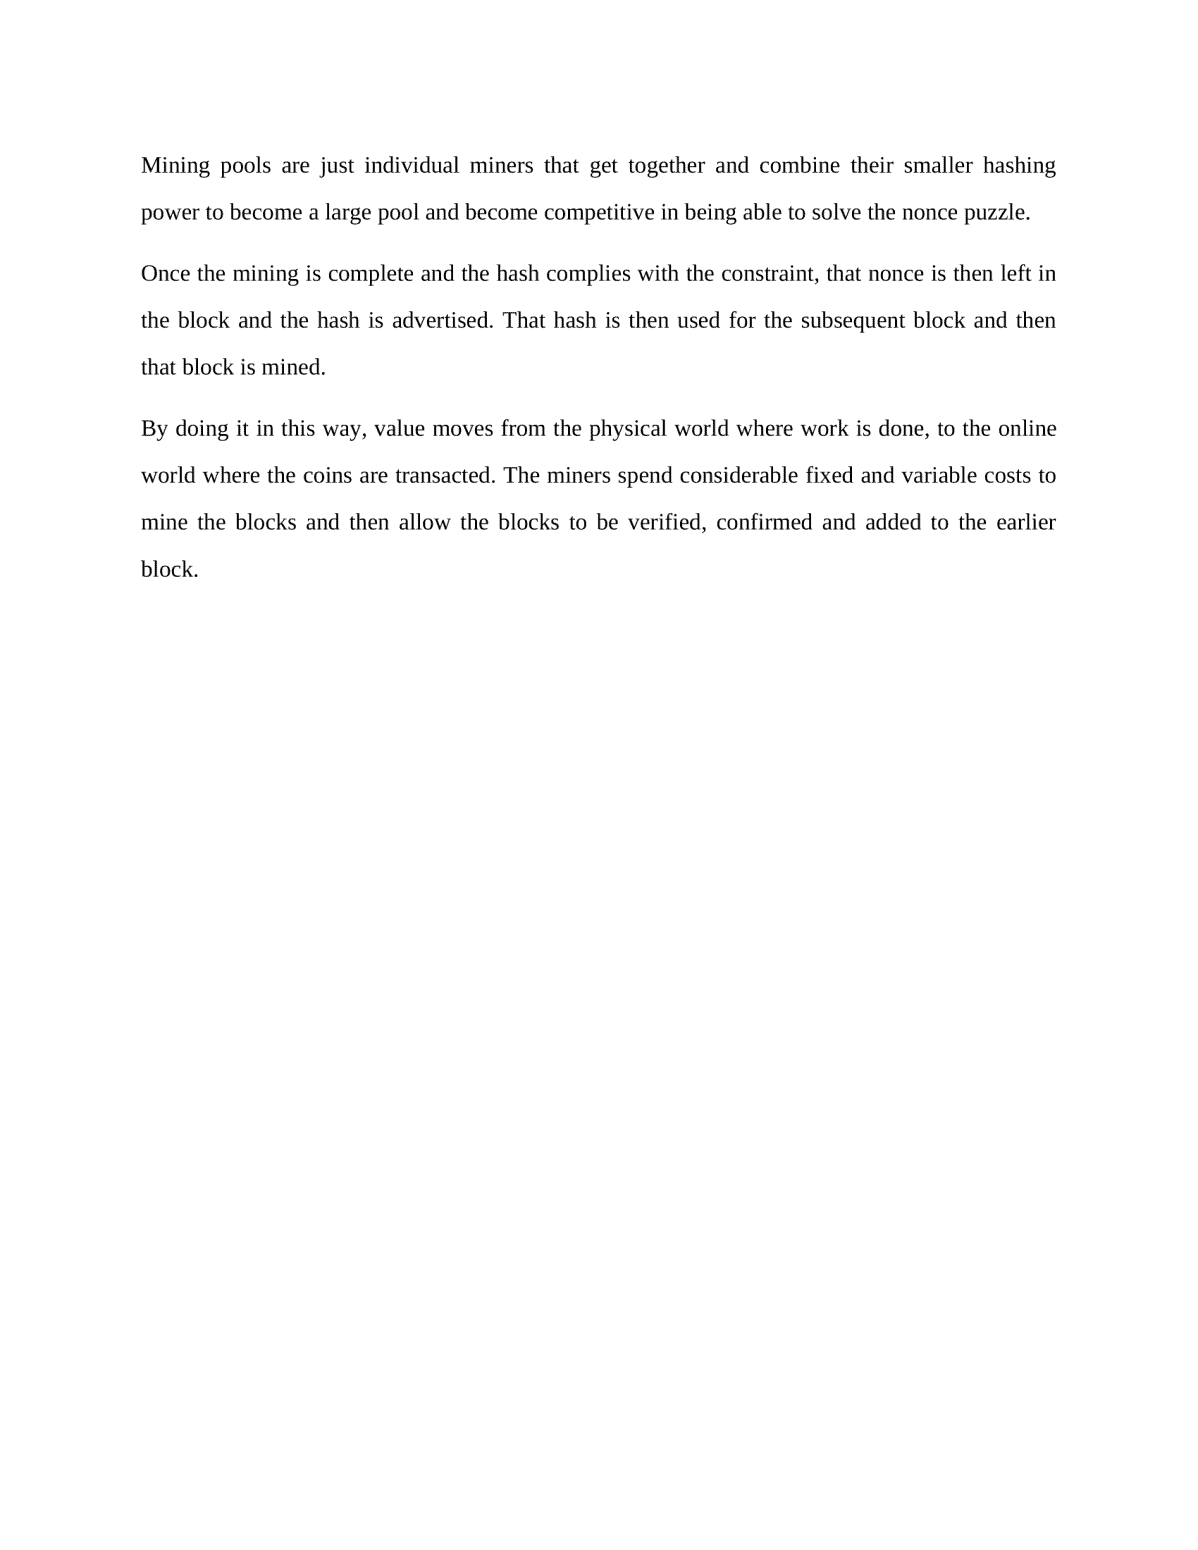 Mining pools are just individual miners that get together and combine their smaller hashing
power to become a large pool and become competitive in being able to solve the nonce puzzle.
Once the mining is complete and the hash complies with the constraint, that nonce is then left in
the block and the hash is advertised. That hash is then used for the subsequent block and then
that block is mined.
By doing it in this way, value moves from the physical world where work is done, to the online
world where the coins are transacted. The miners spend considerable fixed and variable costs to
mine the blocks and then allow the blocks to be verified, confirmed and added to the earlier
block.